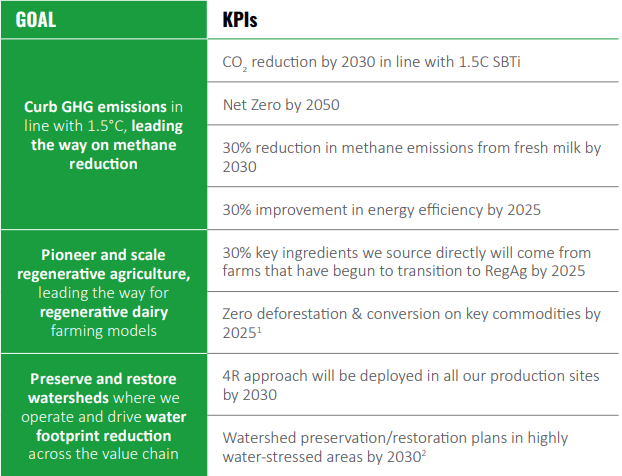 GOAL
KPIs
Curb GHG emissions in
line with 1.5°C, leading
the way on methane
reduction
CO₂ reduction by 2030 in line with 1.5C SBTi
Net Zero by 2050
30% reduction in methane emissions from fresh milk by
2030
30% improvement in energy efficiency by 2025
Pioneer and scale
regenerative agriculture,
leading the way for
regenerative dairy
farming models
30% key ingredients we source directly will come from
farms that have begun to transition to RegAg by 2025
Zero deforestation & conversion on key commodities by
2025¹
Preserve and restore
watersheds where we
operate and drive water
footprint reduction
across the value chain
4R approach will be deployed in all our production sites
by 2030
Watershed preservation/restoration plans in highly
water-stressed areas by 2030²